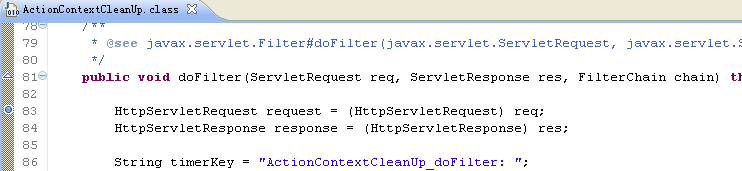 ActionContextCleanUp.class
78 /**
79 * @see javax.servlet.Filter#doFilter(javax.servlet.ServletRequest, javax.servlet.S
80 */
81 public void doFilter(ServletRequest req, ServletResponse res, FilterChain chain) th
82
83 HttpServletRequest request = (HttpServletRequest) req;
84 HttpServletResponse response = (HttpServletResponse) res;
85
86 String timerKey = "ActionContextCleanUp_doFilter: ";